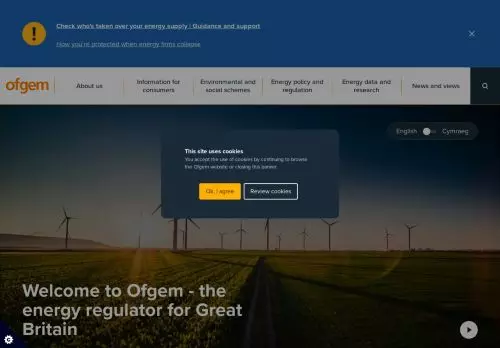 Check who's taken over your energy supply | Guidance and support
How you're protected when energy firms collapse
ofgem
About us
Information for
consumers
Environmental and
social schemes
Energy policy and
regulation
Energy data and
research
News and views
English
Cymraeg
This site uses cookies
You accept the use of cookies by continuing to browse
the Ofgem website or closing this banner.
Ok, I agree
Review cookies
Welcome to Ofgem - the
energy regulator for Great
Britain